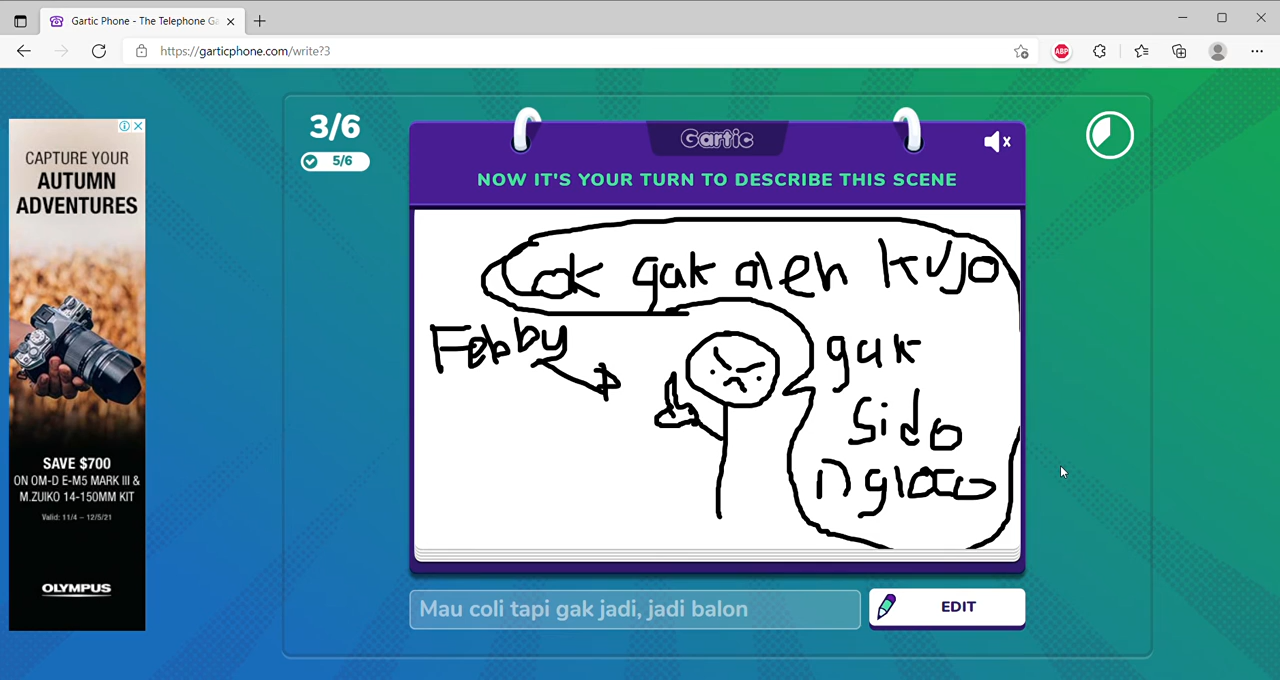 Gartic Phone - The Telephone Ga
https://garticphone.com/write?3
ABP
3/6
5/6
Gartic
NOW IT'S YOUR TURN TO DESCRIBE THIS SCENE
CAPTURE YOUR
AUTUMN
ADVENTURES
SAVE $700
ON OM-D E-M5 MARK III &
M.ZUIKO 14-150MM KIT
Valid: 11/4 – 12/5/21
OLYMPUS
Cok gak oleh kujo
Febby
gak
sido
ngloco
Mau coli tapi gak jadi, jadi balon
EDIT